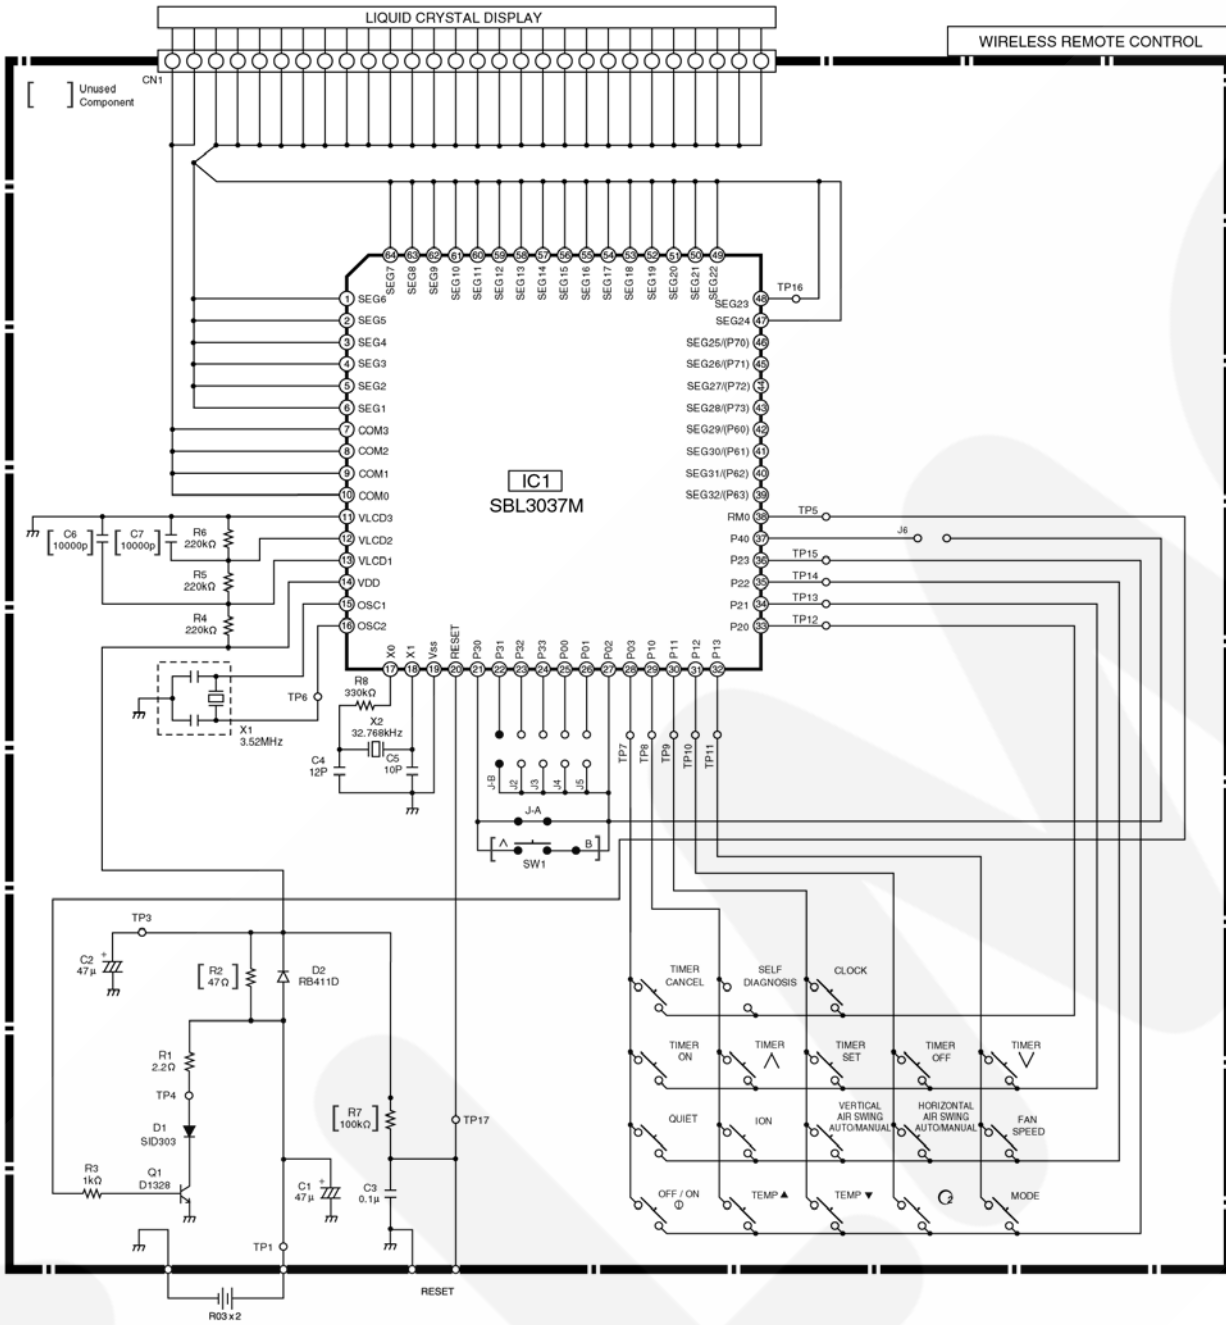 LIQUID CRYSTAL DISPLAY
WIRELESS REMOTE CONTROL
CN1
[ ] Unused
Component
64 63 62 61 60 59 58 57 56 55 54 53 52 51 50 49
SEG7 SEG8 SEG9 SEG10 SEG11 SEG12 SEG13 SEG14 SEG15 SEG16 SEG17 SEG18 SEG19 SEG20 SEG21 SEG22
1 SEG6
2 SEG5
3 SEG4
4 SEG3
5 SEG2
6 SEG1
7 COM3
8 COM2
9 COM1
10 COM0
11 VLCD3
12 VLCD2
13 VLCD1
14 VDD
15 OSC1
16 OSC2
IC1
SBL3037M
SEG23 48 TP16
SEG24 47
SEG25/(P70) 46
SEG26/(P71) 45
SEG27/(P72) 44
SEG28/(P73) 43
SEG29/(P60) 42
SEG30/(P61) 41
SEG31/(P62) 40
SEG32/(P63) 39
RM0 38 TP5
P40 37 J6
P23 36 TP15
P22 35 TP14
P21 34 TP13
P20 33 TP12
X0 X1 Vss RESET P30 P31 P32 P33 P00 P01 P02 P03 P10 P11 P12 P13
17 18 19 20 21 22 23 24 25 26 27 28 29 30 31 32
[C6 10000p] [C7 10000p] R6
220kΩ
R5
220kΩ
R4
220kΩ
X1
3.52MHz
TP6
R8
330kΩ
X2
32.768kHz
C4
12P
C5
10P
J-B J2 J3 J4 J5
TP7 TP8 TP9 TP10 TP11
J-A
[ A B ]
SW1
TP3
C2
47µ
+
[R2 47Ω]
D2
RB411D
R1
2.2Ω
TP4
D1
SID303
R3
1kΩ
Q1
D1328
C1
47µ
+
[R7 100kΩ]
C3
0.1µ
TP17
TP1
R03x2
RESET
TIMER
CANCEL
SELF
DIAGNOSIS
CLOCK
TIMER
ON
TIMER
TIMER
SET
TIMER
OFF
TIMER
QUIET
ION
VERTICAL
AIR SWING
AUTO/MANUAL
HORIZONTAL
AIR SWING
AUTO/MANUAL
FAN
SPEED
OFF / ON
TEMP ▲
TEMP ▼
2
MODE